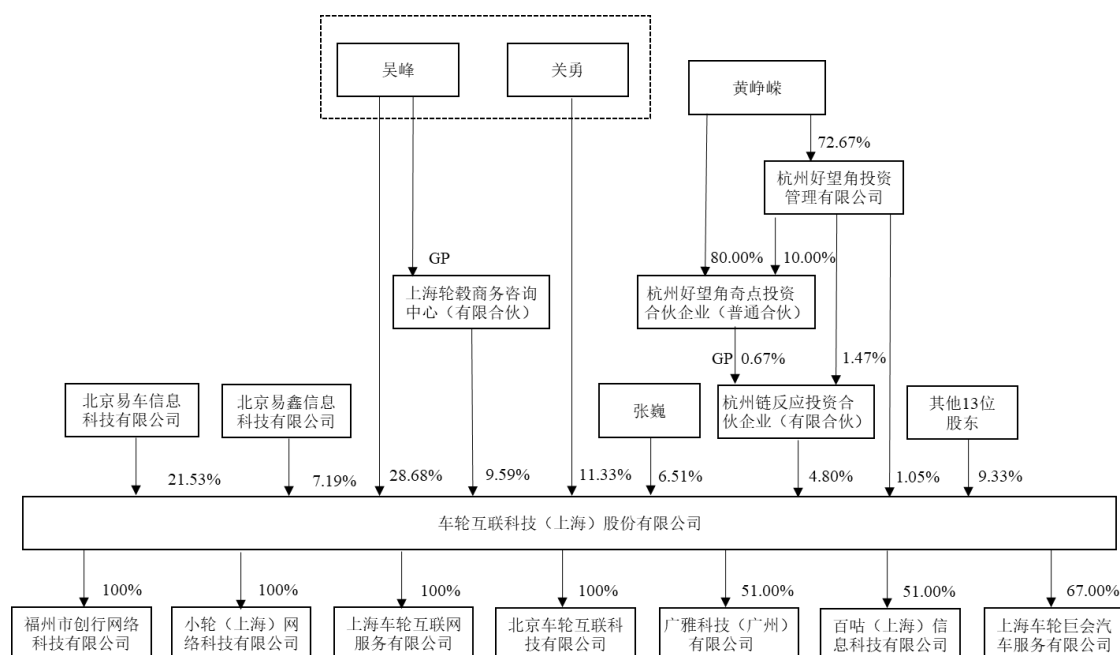 吴峰
关勇
黄峥嵘
72.67%
杭州好望角投资
管理有限公司
GP
80.00%
10.00%
上海轮毂商务咨询
中心（有限合伙）
杭州好望角奇点投资
合伙企业（普通合伙）
GP
0.67%
1.47%
北京易车信息
科技有限公司
北京易鑫信息
科技有限公司
张巍
杭州链反应投资合
伙企业（有限合伙）
其他13位
股东
21.53%
7.19%
28.68%
9.59%
11.33%
6.51%
4.80%
1.05%
9.33%
车轮互联科技（上海）股份有限公司
100%
100%
100%
100%
51.00%
51.00%
67.00%
福州市创行网络
科技有限公司
小轮（上海）网
络科技有限公司
上海车轮互联网
服务有限公司
北京车轮互联科
技有限公司
广雅科技（广州）
有限公司
百咕（上海）信
息科技有限公司
上海车轮巨会汽
车服务有限公司